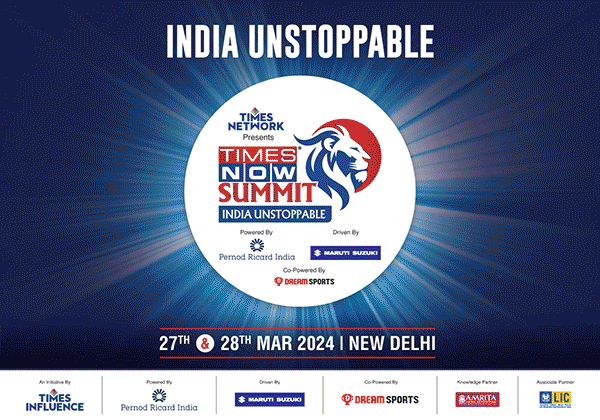 INDIA UNSTOPPABLE
TIMES
NETWORK
Presents
TIMES
NOW
SUMMIT
INDIA UNSTOPPABLE
Powered By
Driven By
Pernod Ricard India
MARUTI SUZUKI
Co-Powered By
DREAM SPORTS
27TH & 28TH MAR 2024 | NEW DELHI
An Initiative By
Powered By
Driven By
Co-Powered By
Knowledge Partner
Associate Partner
TIMES
INFLUENCE
Pernod Ricard India
MARUTI SUZUKI
DREAM SPORTS
AMRITA
LIC